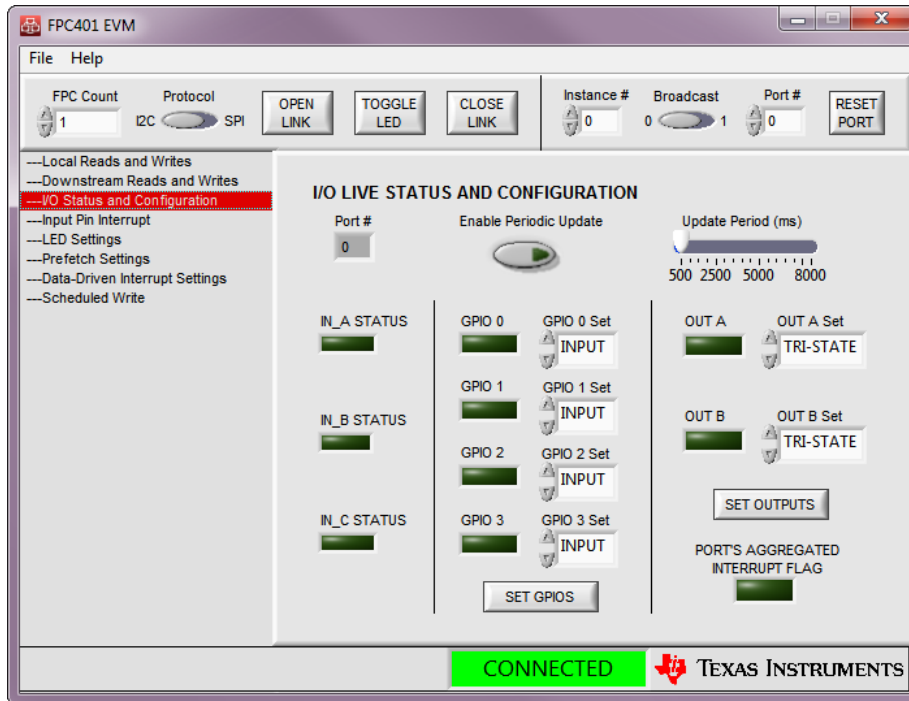 FPC401 EVM
File Help
FPC Count Protocol Instance # Broadcast Port #
1 I2C SPI OPEN LINK TOGGLE LED CLOSE LINK 0 0 1 0 RESET PORT
---Local Reads and Writes
---Downstream Reads and Writes
---I/O Status and Configuration
---Input Pin Interrupt
---LED Settings
---Prefetch Settings
---Data-Driven Interrupt Settings
---Scheduled Write
I/O LIVE STATUS AND CONFIGURATION
Port # Enable Periodic Update Update Period (ms)
0
500 2500 5000 8000
IN_A STATUS
IN_B STATUS
IN_C STATUS
GPIO 0 GPIO 0 Set
INPUT
GPIO 1 GPIO 1 Set
INPUT
GPIO 2 GPIO 2 Set
INPUT
GPIO 3 GPIO 3 Set
INPUT
SET GPIOS
OUT A OUT A Set
TRI-STATE
OUT B OUT B Set
TRI-STATE
SET OUTPUTS
PORT'S AGGREGATED
INTERRUPT FLAG
CONNECTED
TEXAS INSTRUMENTS